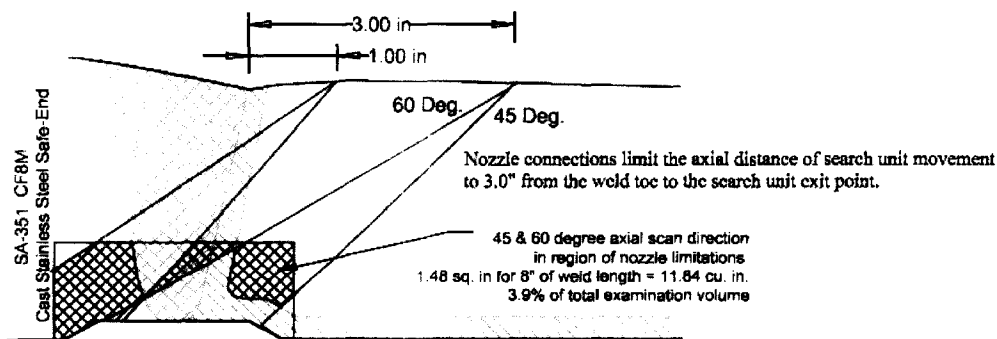 3.00 in
1.00 in
SA-351 CF8M
Cast Stainless Steel Safe-End
60 Deg.
45 Deg.
Nozzle connections limit the axial distance of search unit movement
to 3.0" from the weld toe to the search unit exit point.
45 & 60 degree axial scan direction
in region of nozzle limitations
1.48 sq. in for 8" of weld length = 11.84 cu. in.
3.9% of total examination volume